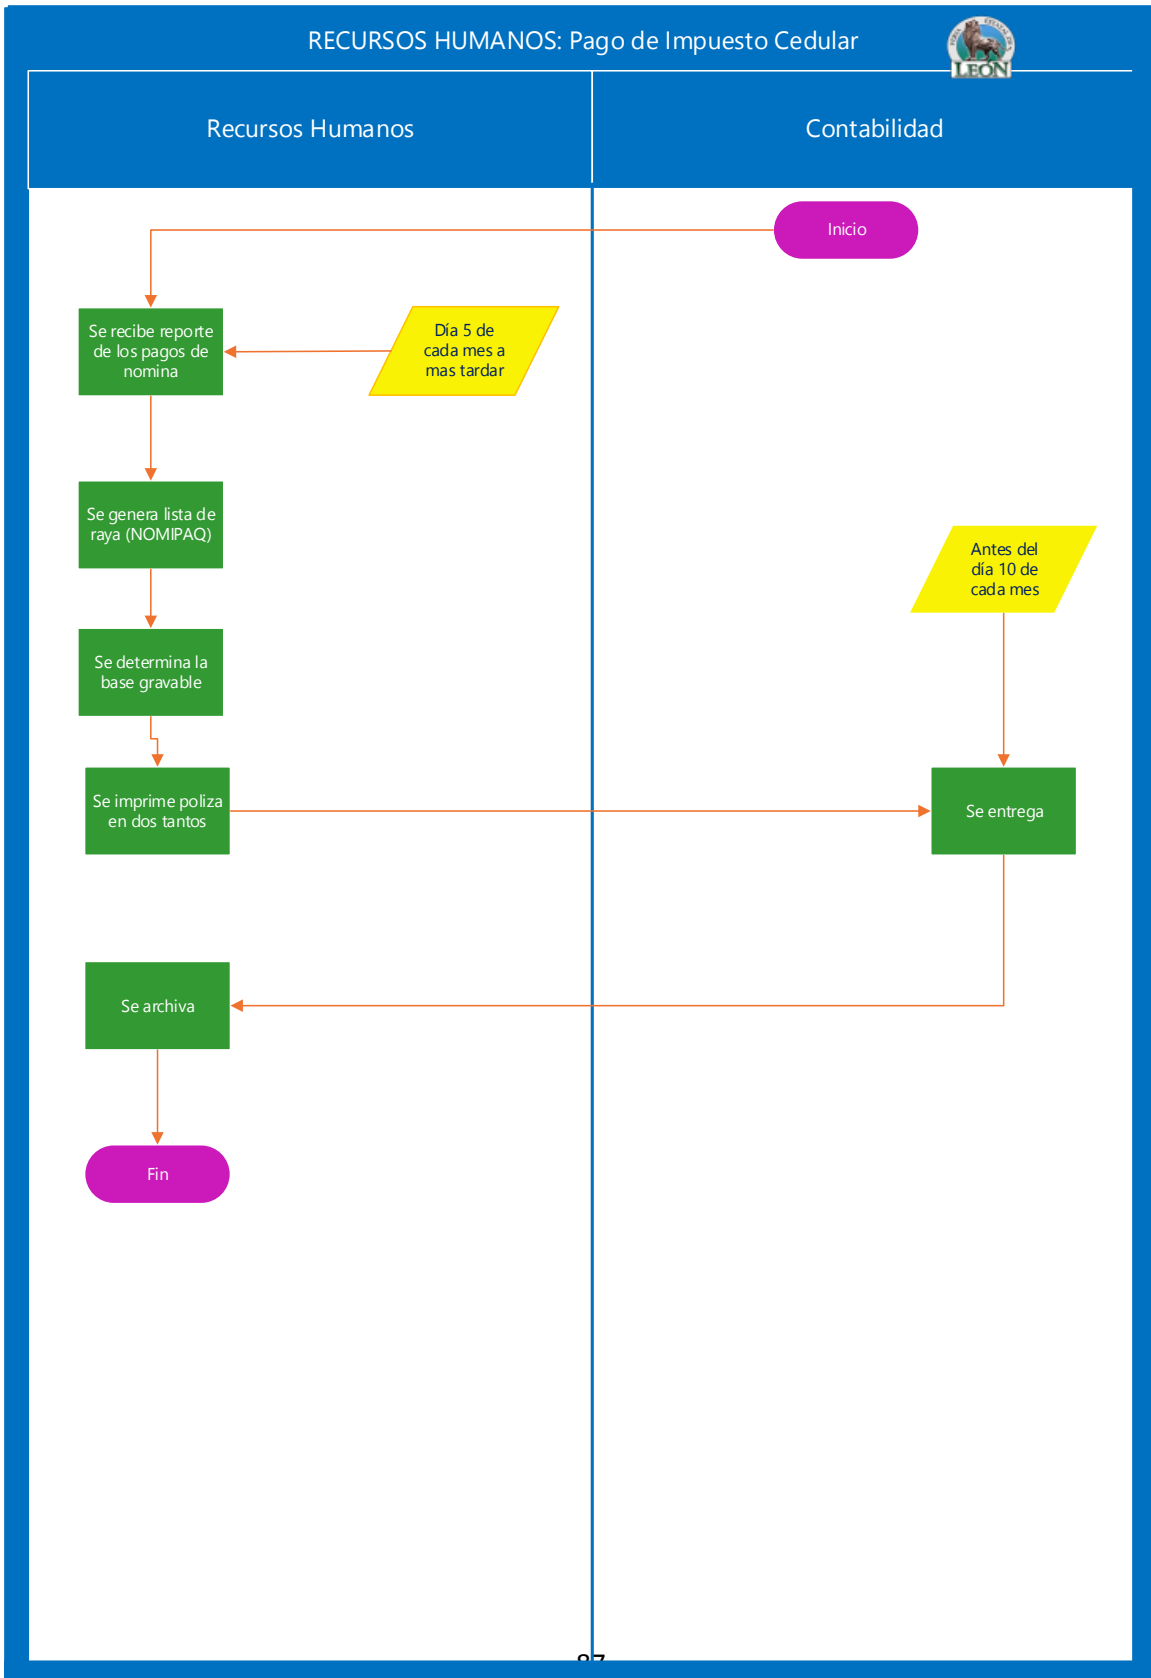 RECURSOS HUMANOS: Pago de Impuesto Cedular
LEÓN
Recursos Humanos
Contabilidad
Inicio
Se recibe reporte
de los pagos de
nomina
Día 5 de
cada mes a
mas tardar
Se genera lista de
raya (NOMIPAQ)
Antes del
día 10 de
cada mes
Se determina la
base gravable
Se imprime poliza
en dos tantos
Se entrega
Se archiva
Fin
87